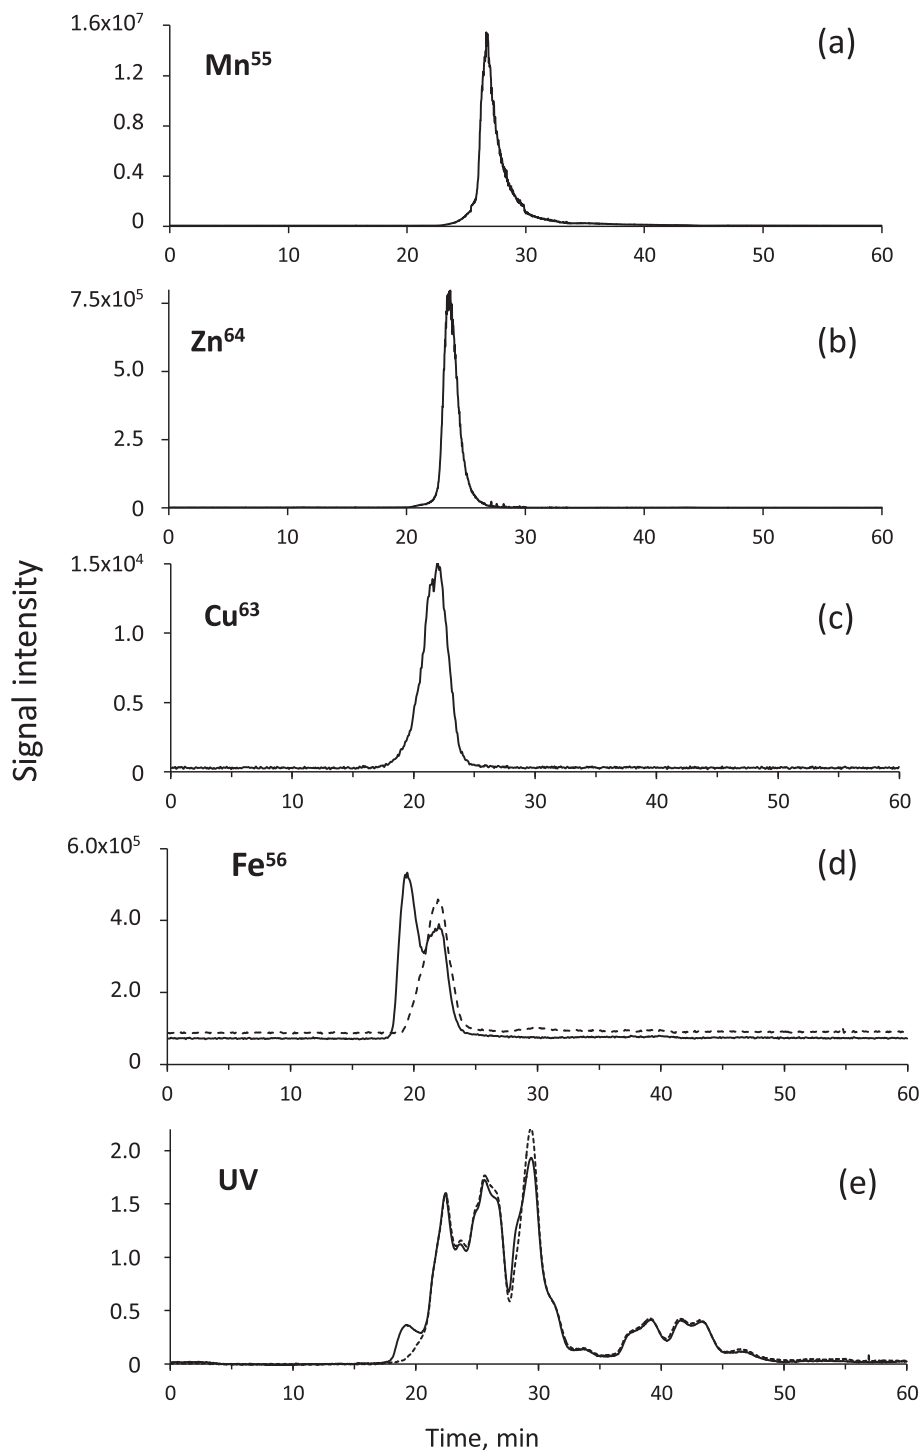 1.6x10⁷
1.2
0.8
0.4
0
Mn⁵⁵
(a)
0 10 20 30 40 50 60
7.5x10⁵
5.0
2.5
0
Zn⁶⁴
(b)
0 10 20 30 40 50 60
Signal intensity
1.5x10⁴
1.0
0.5
0
Cu⁶³
(c)
0 10 20 30 40 50 60
6.0x10⁵
4.0
2.0
0
Fe⁵⁶
(d)
0 10 20 30 40 50 60
2.0
1.5
1.0
0.5
0
UV
(e)
0 10 20 30 40 50 60
Time, min